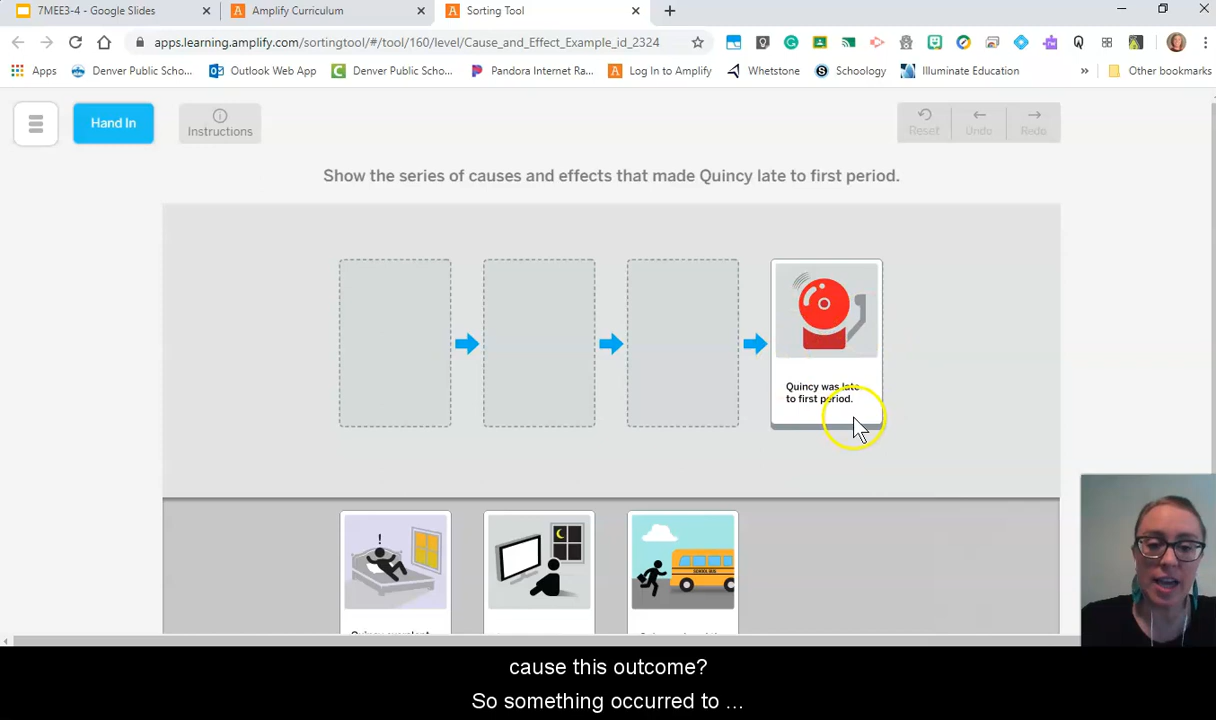 7MEE3-4 - Google Slides
Amplify Curriculum
Sorting Tool
apps.learning.amplify.com/sortingtool/#/tool/160/level/Cause_and_Effect_Example_id_2324
Apps
Denver Public Scho...
Outlook Web App
Denver Public Scho...
Pandora Internet Ra...
Log In to Amplify
Whetstone
Schoology
Illuminate Education
Other bookmarks
Hand In
Instructions
Reset
Undo
Redo
Show the series of causes and effects that made Quincy late to first period.
Quincy was late
to first period.
SCHOOL BUS
cause this outcome?
So something occurred to ...